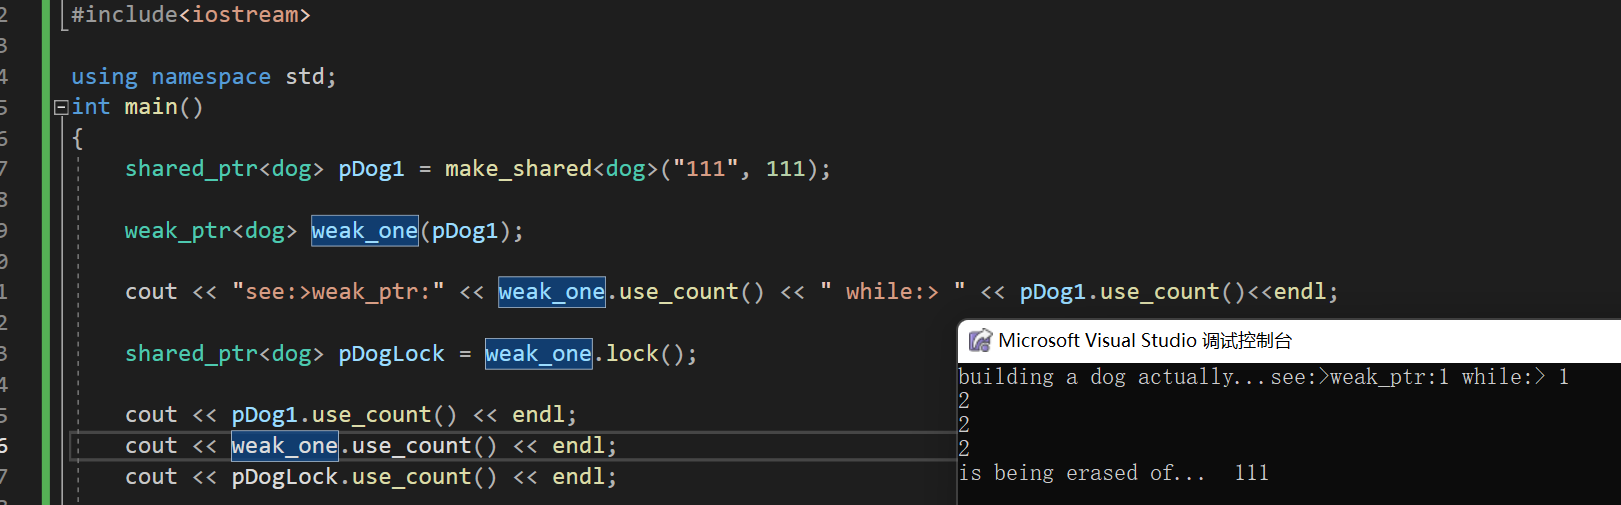 2 #include<iostream>
3
4 using namespace std;
5 int main()
6 {
7 shared_ptr<dog> pDog1 = make_shared<dog>("111", 111);
8
9 weak_ptr<dog> weak_one(pDog1);
0
1 cout << "see:>weak_ptr:" << weak_one.use_count() << " while:> " << pDog1.use_count()<<endl;
2
3 shared_ptr<dog> pDogLock = weak_one.lock();
4
5 cout << pDog1.use_count() << endl;
6 cout << weak_one.use_count() << endl;
7 cout << pDogLock.use_count() << endl;
Microsoft Visual Studio 调试控制台
building a dog actually...see:>weak_ptr:1 while:> 1
2
2
2
is being erased of... 111